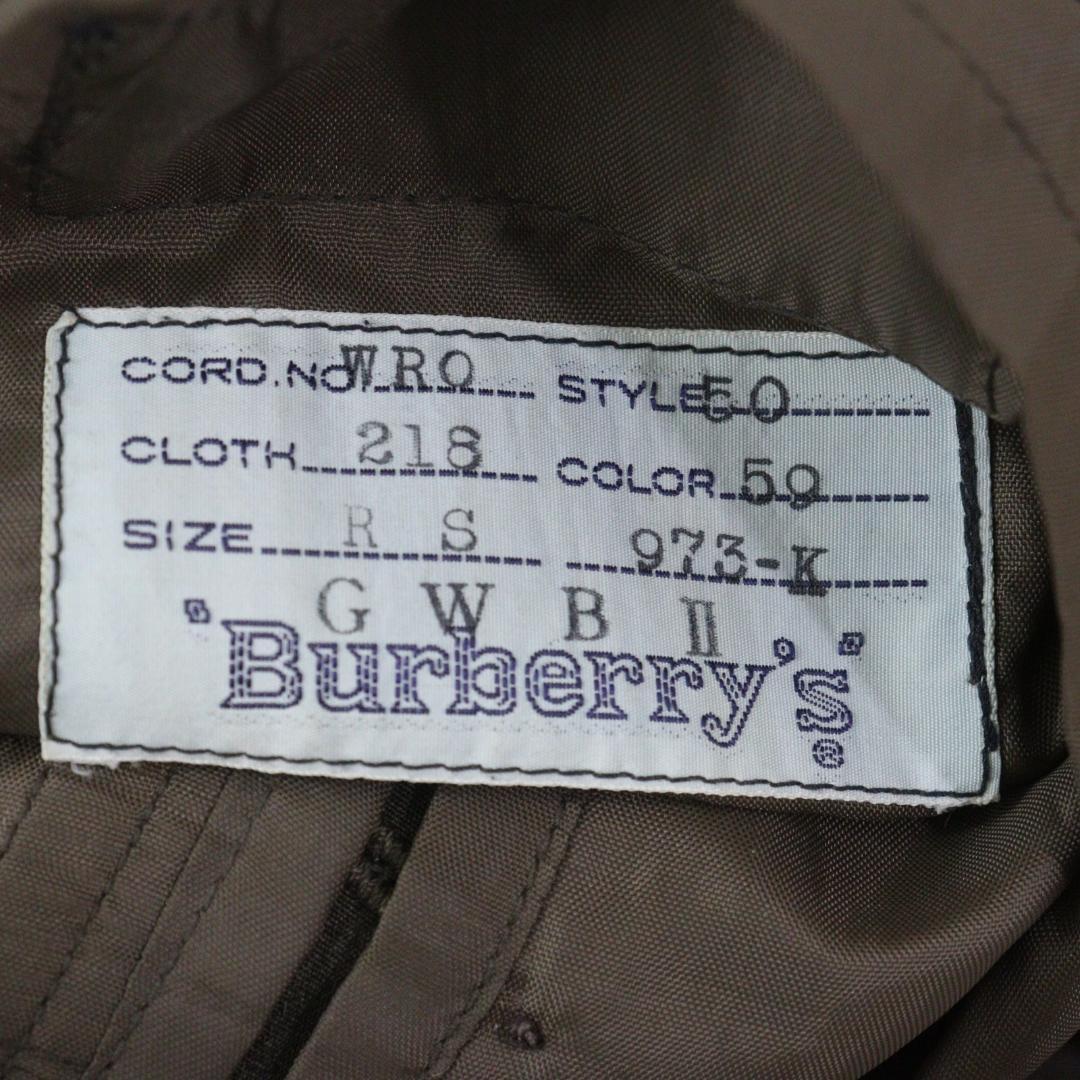 CORD.NO WRO STYLE 50
CLOTH 218 COLOR 59
SIZE R S 973-K
G W B II
"Burberry's"®